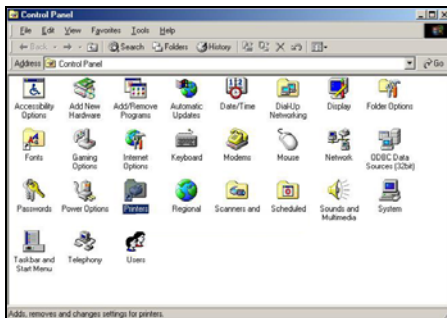 Control Panel
File Edit View Favorites Tools Help
Back Search Folders History
Address Control Panel Go
Accessibility Options
Add New Hardware
Add/Remove Programs
Automatic Updates
Date/Time
Dial-Up Networking
Display
Folder Options
Fonts
Gaming Options
Internet Options
Keyboard
Modems
Mouse
Network
ODBC Data Sources (32bit)
Passwords
Power Options
Printers
Regional
Scanners and
Scheduled
Sounds and Multimedia
System
Taskbar and Start Menu
Telephony
Users
Adds, removes and changes settings for printers.